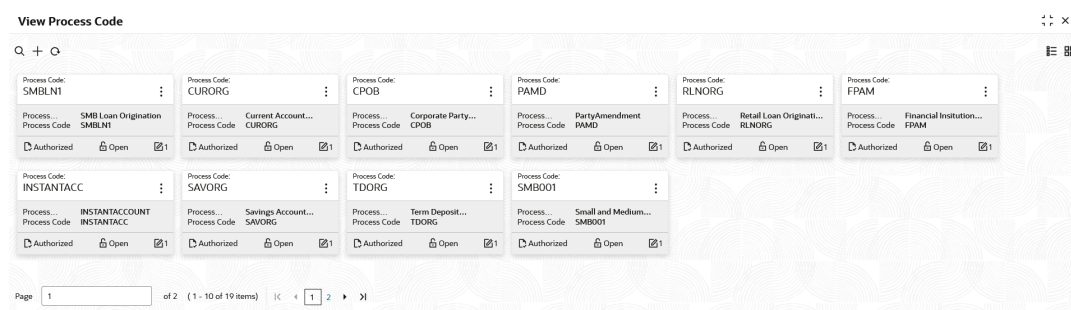 View Process Code
Process Code:
SMBLN1
Process... SMB Loan Origination
Process Code SMBLN1
Authorized Open 1
Process Code:
CURORG
Process... Current Account...
Process Code CURORG
Authorized Open 1
Process Code:
CPOB
Process... Corporate Party...
Process Code CPOB
Authorized Open 1
Process Code:
PAMD
Process... PartyAmendment
Process Code PAMD
Authorized Open 1
Process Code:
RLNORG
Process... Retail Loan Originati...
Process Code RLNORG
Authorized Open 1
Process Code:
FPAM
Process... Financial Insitution...
Process Code FPAM
Authorized Open 1
Process Code:
INSTANTACC
Process... INSTANTACCOUNT
Process Code INSTANTACC
Authorized Open 1
Process Code:
SAVORG
Process... Savings Account...
Process Code SAVORG
Authorized Open 1
Process Code:
TDORG
Process... Term Deposit...
Process Code TDORG
Authorized Open 1
Process Code:
SMB001
Process... Small and Medium...
Process Code SMB001
Authorized Open 1
Page 1 of 2 ( 1 - 10 of 19 items) 1 2